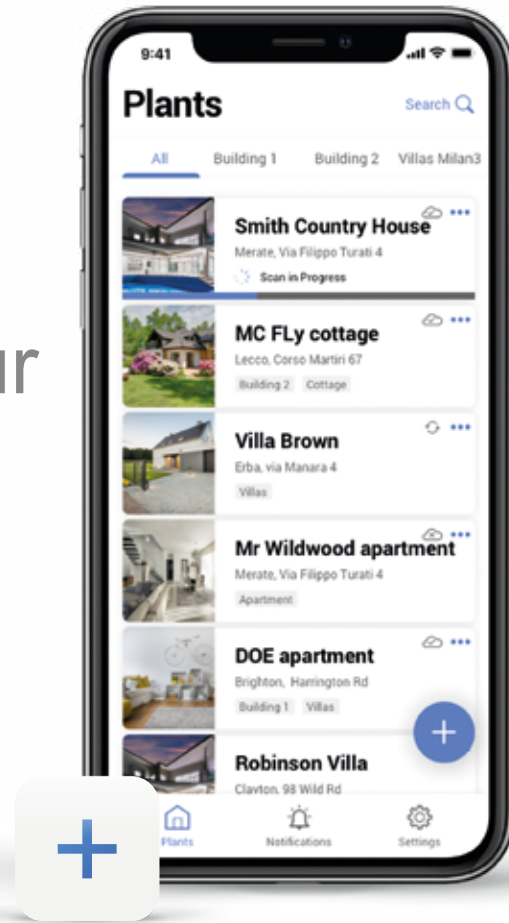 9:41
Plants
Search
All Building 1 Building 2 Villas Milan3
Smith Country House
Merate, Via Filippo Turati 4
Scan in Progress
ur
MC FLy cottage
Lecco, Corso Martiri 67
Building 2 Cottage
Villa Brown
Erba, via Manara 4
Villas
Mr Wildwood apartment
Merate, Via Filippo Turati 4
Apartment
DOE apartment
Brighton, Harrington Rd
Building 1 Villas
+
Robinson Villa
Clayton, 98 Wild Rd
+
Plants Notifications Settings